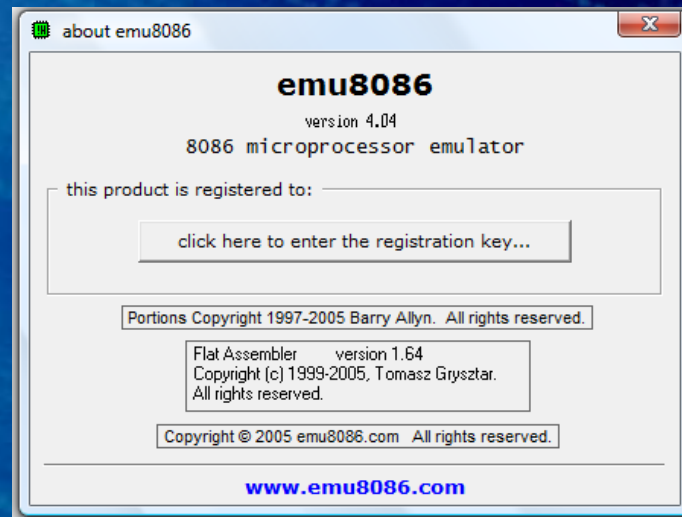 about emu8086
emu8086
version 4.04
8086 microprocessor emulator
this product is registered to:
click here to enter the registration key...
Portions Copyright 1997-2005 Barry Allyn. All rights reserved.
Flat Assembler version 1.64
Copyright (c) 1999-2005, Tomasz Grysztar.
All rights reserved.
Copyright © 2005 emu8086.com All rights reserved.
www.emu8086.com